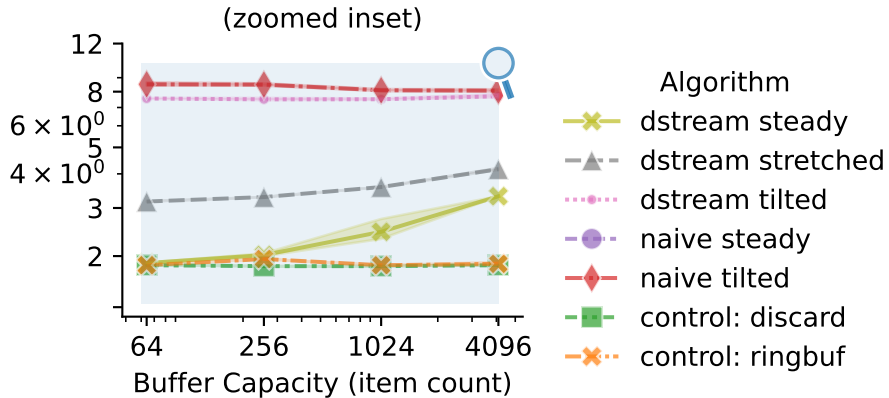 (zoomed inset)
12
8
6 × 10⁰
5
4 × 10⁰
3
2
64 256 1024 4096
Buffer Capacity (item count)
Algorithm
dstream steady
dstream stretched
dstream tilted
naive steady
naive tilted
control: discard
control: ringbuf